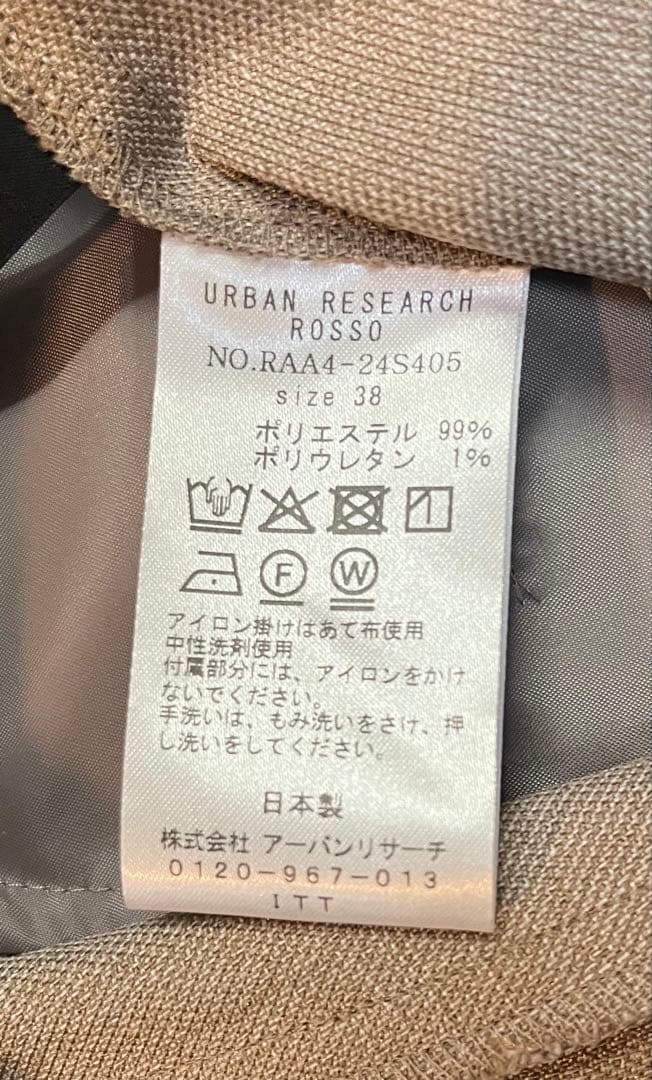 URBAN RESEARCH
ROSSO
NO.RAA4-24S405
size 38
ポリエステル 99%
ポリウレタン 1%
F W
アイロン掛けはあて布使用
中性洗剤使用
付属部分には、アイロンをかけ
ないでください。
手洗いは、もみ洗いをさけ、押
し洗いをしてください。
日本製
株式会社 アーバンリサーチ
0120-967-013
ITT